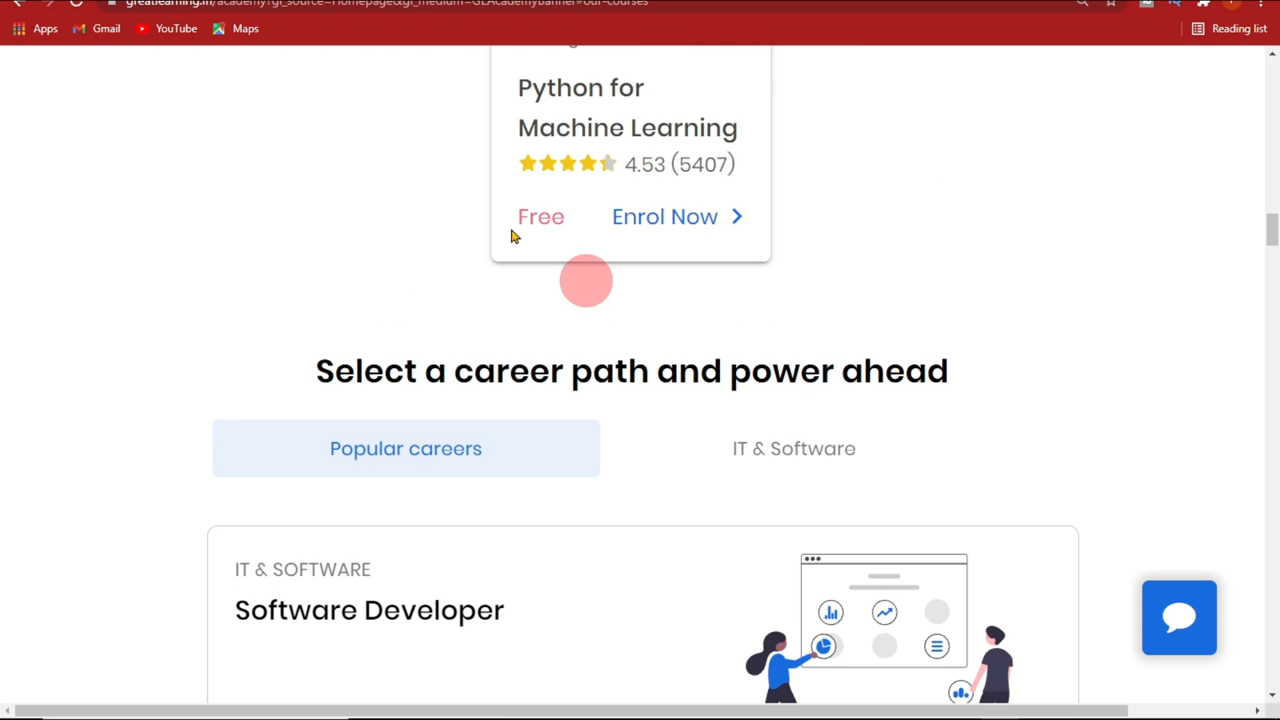 greatlearning.in/academy?gl_source=Homepage&gl_medium=GLAcademyBanner#our-courses
Apps Gmail YouTube Maps Reading list
Python for
Machine Learning
4.53 (5407)
Free Enrol Now
Select a career path and power ahead
Popular careers IT & Software
IT & SOFTWARE
Software Developer